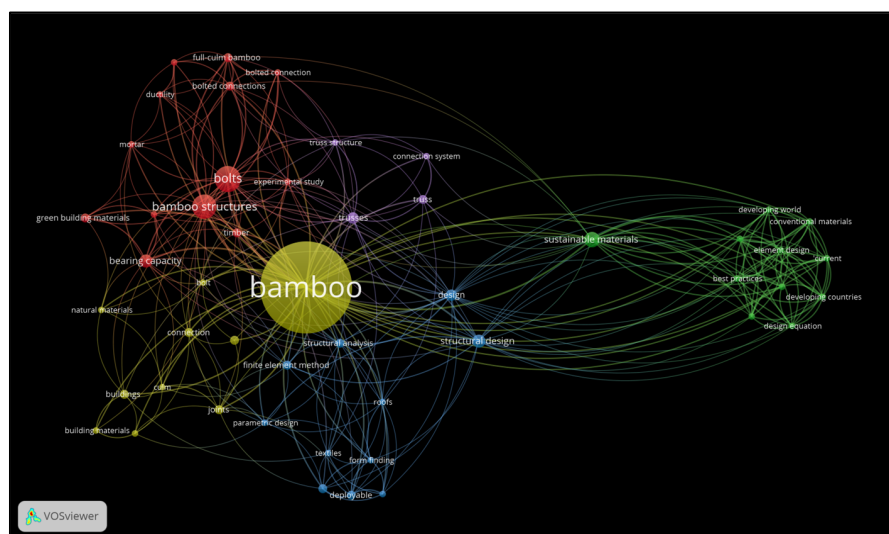 full-culm bamboo
bolted connection
bolted connections
ductility
truss structure
mortar
connection system
bolts
experimental study
truss
bamboo structures
developing world
green building materials
trusses
conventional materials
timber
sustainable materials
element design
bearing capacity
current
best practices
bolt
bamboo
design
developing countries
natural materials
design equation
connection
structural analysis
structural design
finite element method
culm
buildings
roofs
joints
parametric design
building materials
textiles
form finding
deployable
VOSviewer